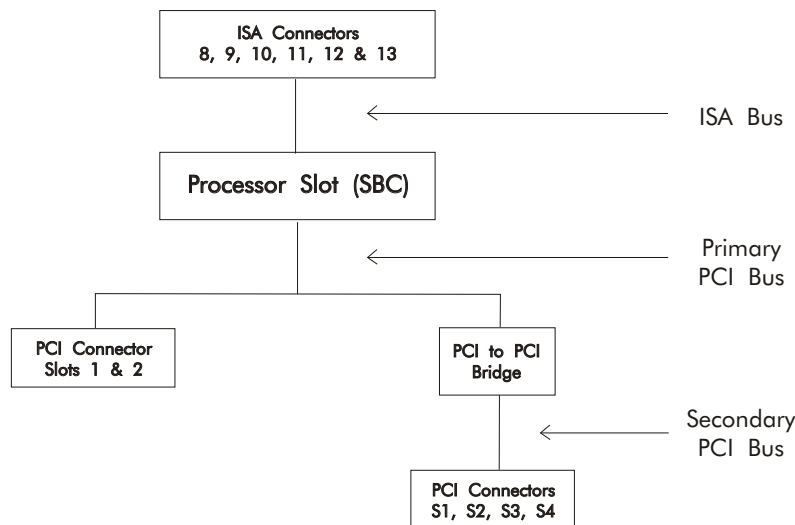 ISA Connectors
8, 9, 10, 11, 12 & 13
ISA Bus
Processor Slot (SBC)
Primary
PCI Bus
PCI Connector
Slots 1 & 2
PCI to PCI
Bridge
Secondary
PCI Bus
PCI Connectors
S1, S2, S3, S4